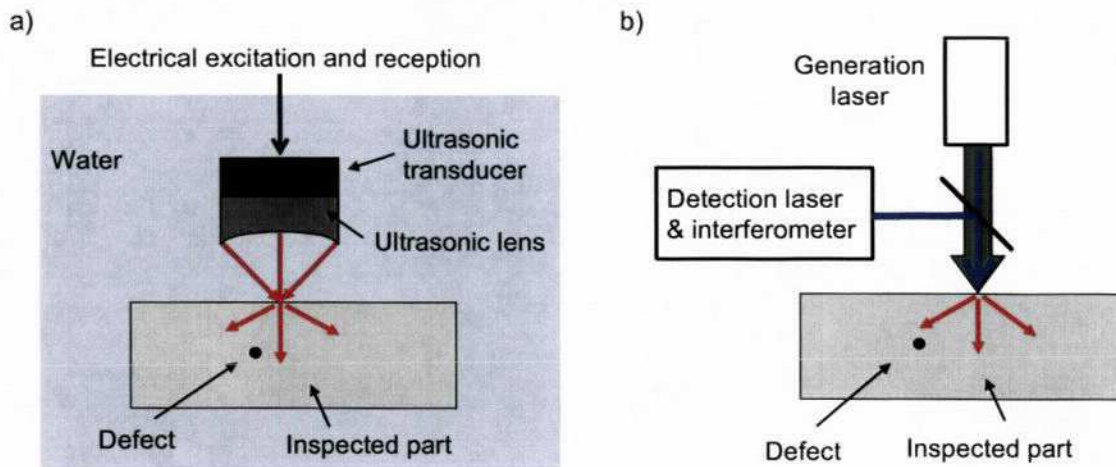 a)
Electrical excitation and reception
Water
Ultrasonic
transducer
Ultrasonic lens
Defect
Inspected part
b)
Generation
laser
Detection laser
& interferometer
Defect
Inspected part